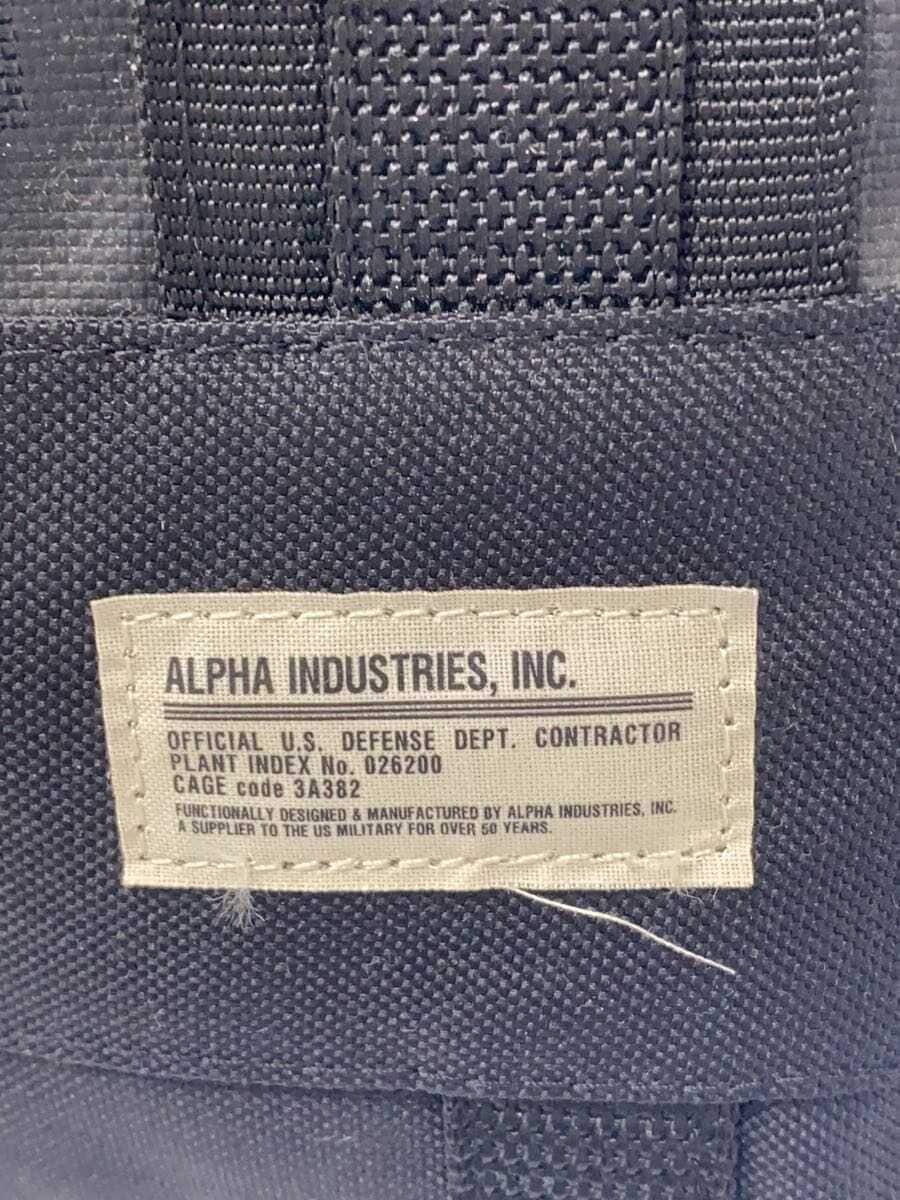 ALPHA INDUSTRIES, INC.
OFFICIAL U.S. DEFENSE DEPT. CONTRACTOR
PLANT INDEX No. 026200
CAGE code 3A382
FUNCTIONALLY DESIGNED & MANUFACTURED BY ALPHA INDUSTRIES, INC.
A SUPPLIER TO THE US MILITARY FOR OVER 50 YEARS.